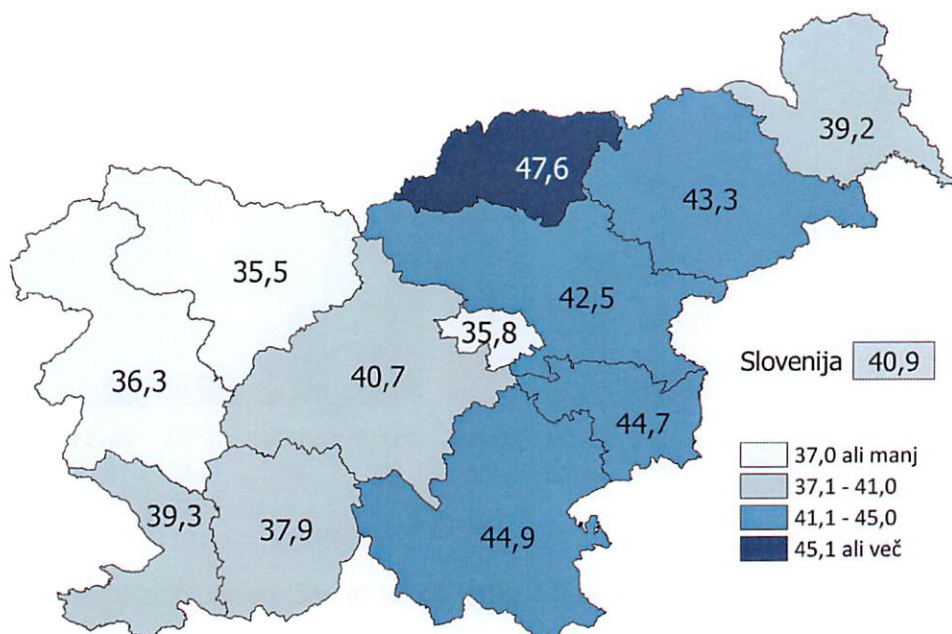 39,2
47,6
43,3
35,5
42,5
35,8
36,3
40,7
Slovenija 40,9
44,7
37,0 ali manj
37,1 - 41,0
39,3
37,9
44,9
41,1 - 45,0
45,1 ali več